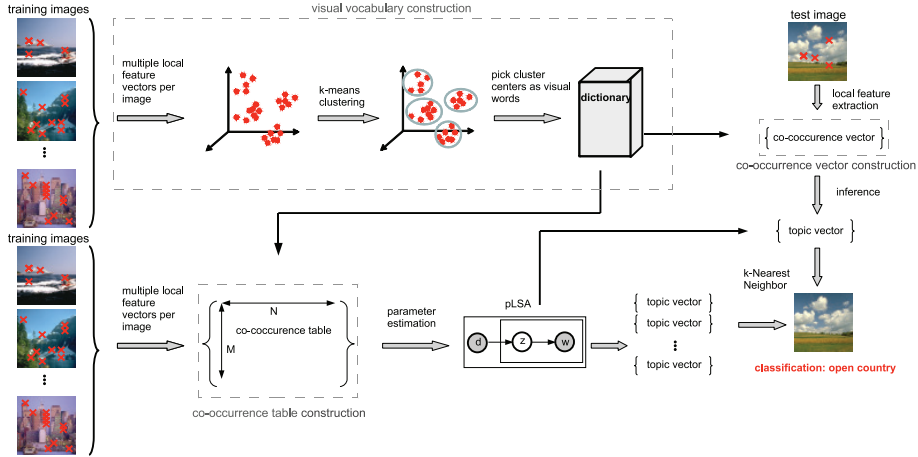 training images
visual vocabulary construction
test image
multiple local
feature
vectors per
image
k-means
clustering
pick cluster
centers as visual
words
dictionary
local feature
extraction
{ co-coccurence vector }
co-occurrence vector construction
inference
{ topic vector }
k-Nearest
Neighbor
training images
multiple local
feature
vectors per
image
N
co-coccurence table
M
co-occurrence table construction
parameter
estimation
pLSA
d
z
w
{ topic vector }
{ topic vector }
{ topic vector }
classification: open country